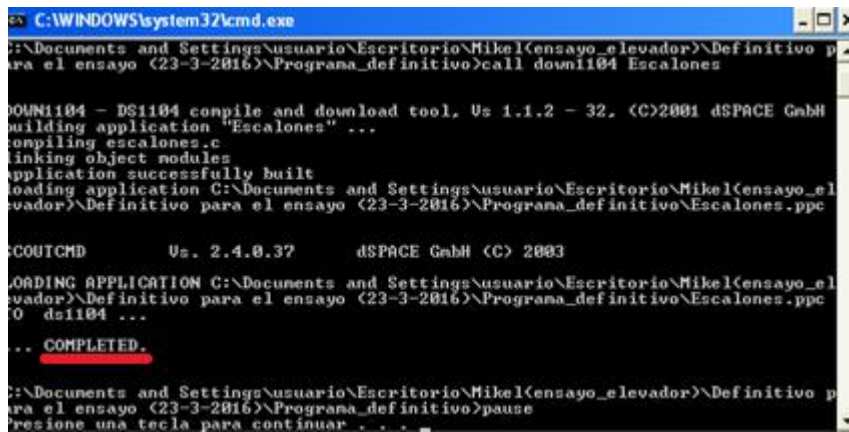 C:\WINDOWS\system32\cmd.exe
:\Documents and Settings\usuario\Escritorio\Mikel(ensayo_elevador)\Definitivo p
ara el ensayo (23-3-2016)\Programa_definitivo>call down1104 Escalones
DOWN1104 - DS1104 compile and download tool, Vs 1.1.2 - 32, (C)2001 dSPACE GmbH
building application "Escalones" ...
compiling escalones.c
linking object modules
application successfully built
loading application C:\Documents and Settings\usuario\Escritorio\Mikel(ensayo_el
evador)\Definitivo para el ensayo (23-3-2016)\Programa_definitivo\Escalones.ppc
SCOUTCMD Vs. 2.4.0.37 dSPACE GmbH (C) 2003
LOADING APPLICATION C:\Documents and Settings\usuario\Escritorio\Mikel(ensayo_el
evador)\Definitivo para el ensayo (23-3-2016)\Programa_definitivo\Escalones.ppc
TO ds1104 ...
... COMPLETED.
C:\Documents and Settings\usuario\Escritorio\Mikel(ensayo_elevador)\Definitivo p
ara el ensayo (23-3-2016)\Programa_definitivo>pause
Presione una tecla para continuar . . . _